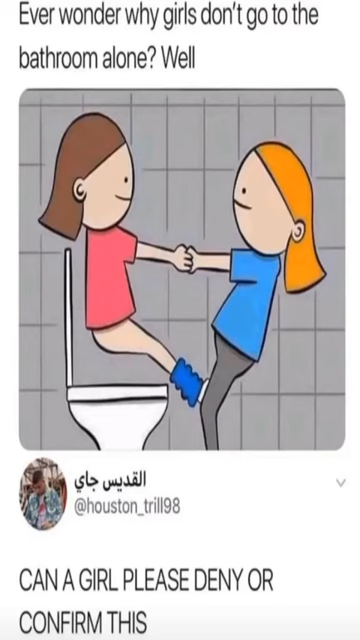 Ever wonder why girls don't go to the
bathroom alone? Well
القديس جاي
@houston_trill98
CAN A GIRL PLEASE DENY OR
CONFIRM THIS